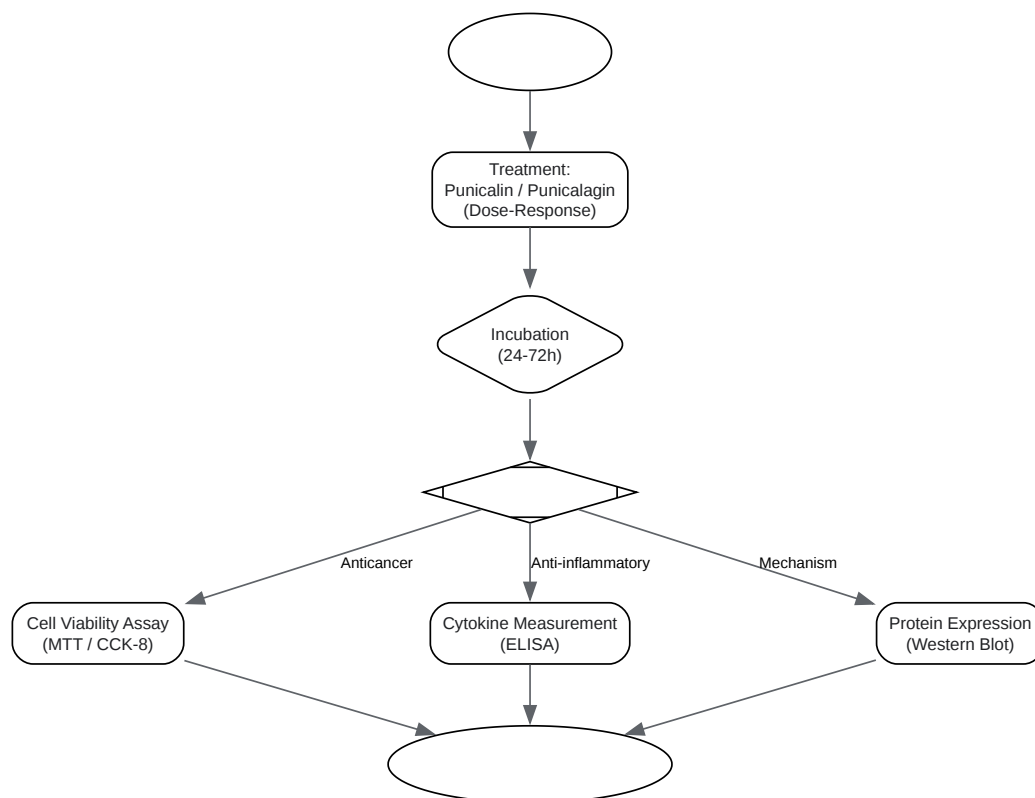 Treatment:
Punicalin / Punicalagin
(Dose-Response)
Incubation
(24-72h)
Anticancer
Anti-inflammatory
Mechanism
Cell Viability Assay
(MTT / CCK-8)
Cytokine Measurement
(ELISA)
Protein Expression
(Western Blot)